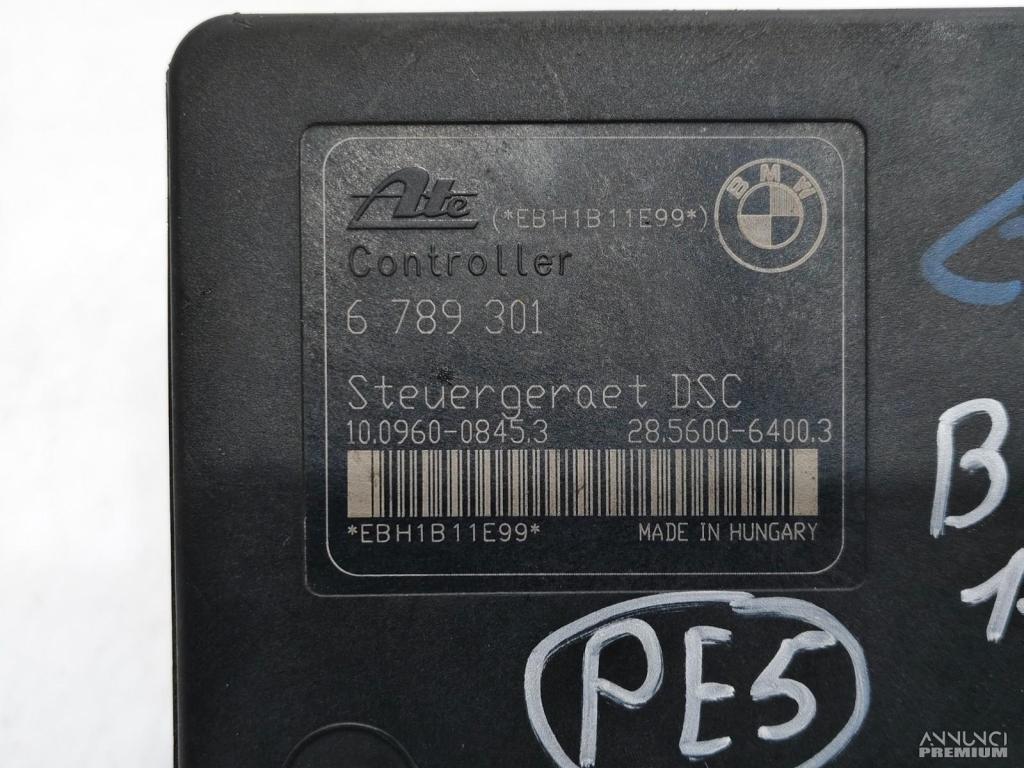 Ate (*EBH1B11E99*) BMW
Controller
6 789 301
Steuergeraet DSC
10.0960-0845.3 28.5600-6400.3
*EBH1B11E99* MADE IN HUNGARY
B
PE5
ANNUNCI
PREMIUM